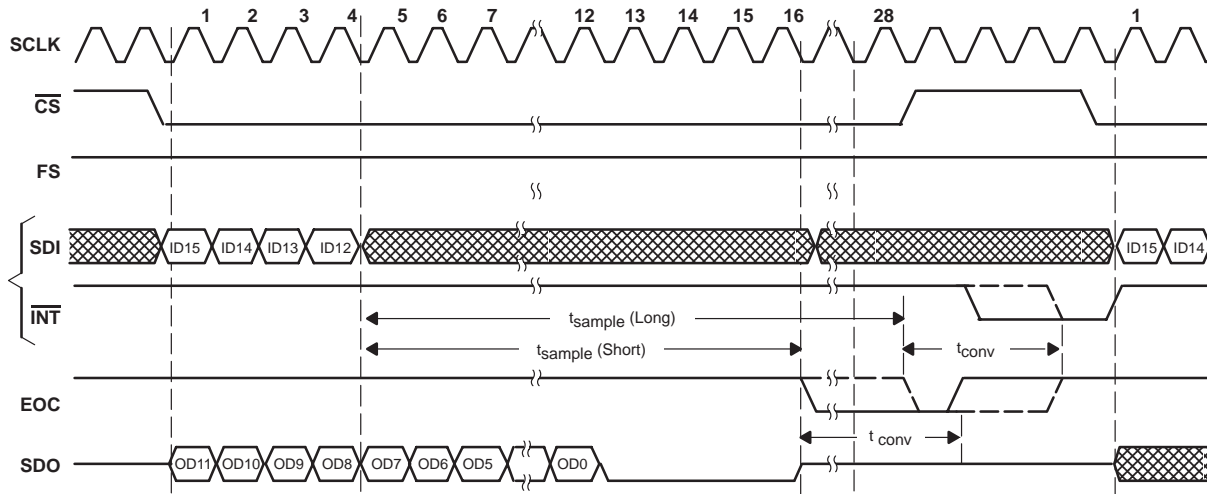 1 2 3 4 5 6 7 12 13 14 15 16 28 1
SCLK
CS
FS
SDI ID15 ID14 ID13 ID12 ID15 ID14
INT
tsample (Long)
tsample (Short) tconv
EOC
t conv
SDO OD11 OD10 OD9 OD8 OD7 OD6 OD5 OD0